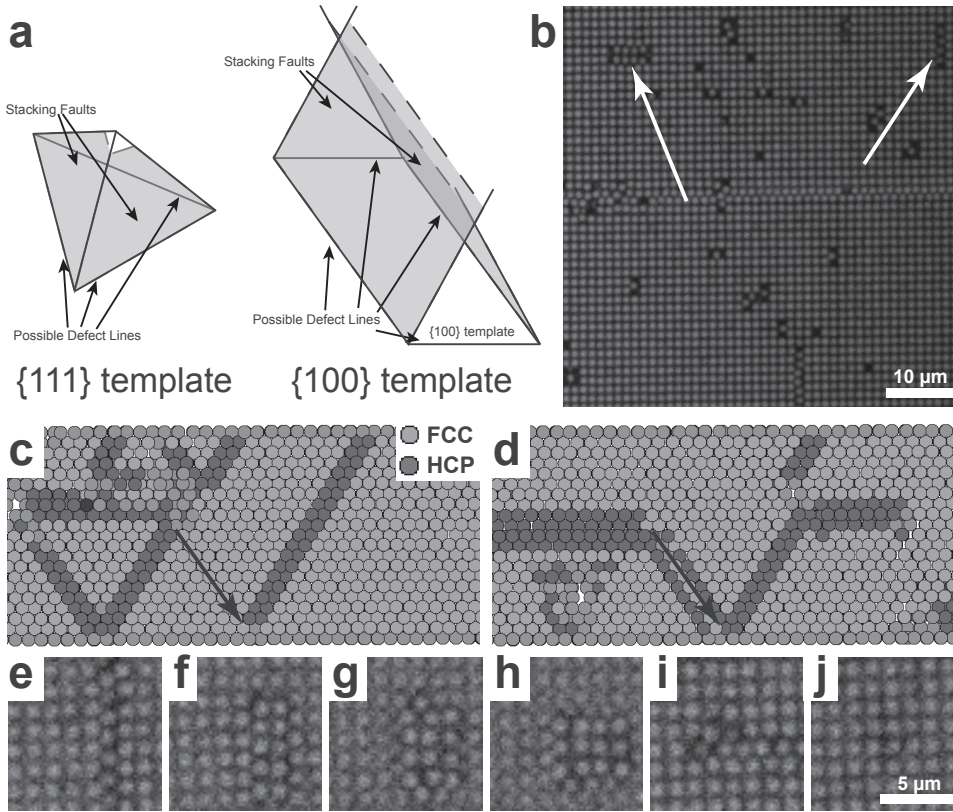 a
Stacking Faults
Stacking Faults
Possible Defect Lines
Possible Defect Lines
{100} template
{111} template
{100} template
b
10 µm
c
FCC
HCP
d
e
f
g
h
i
j
5 µm